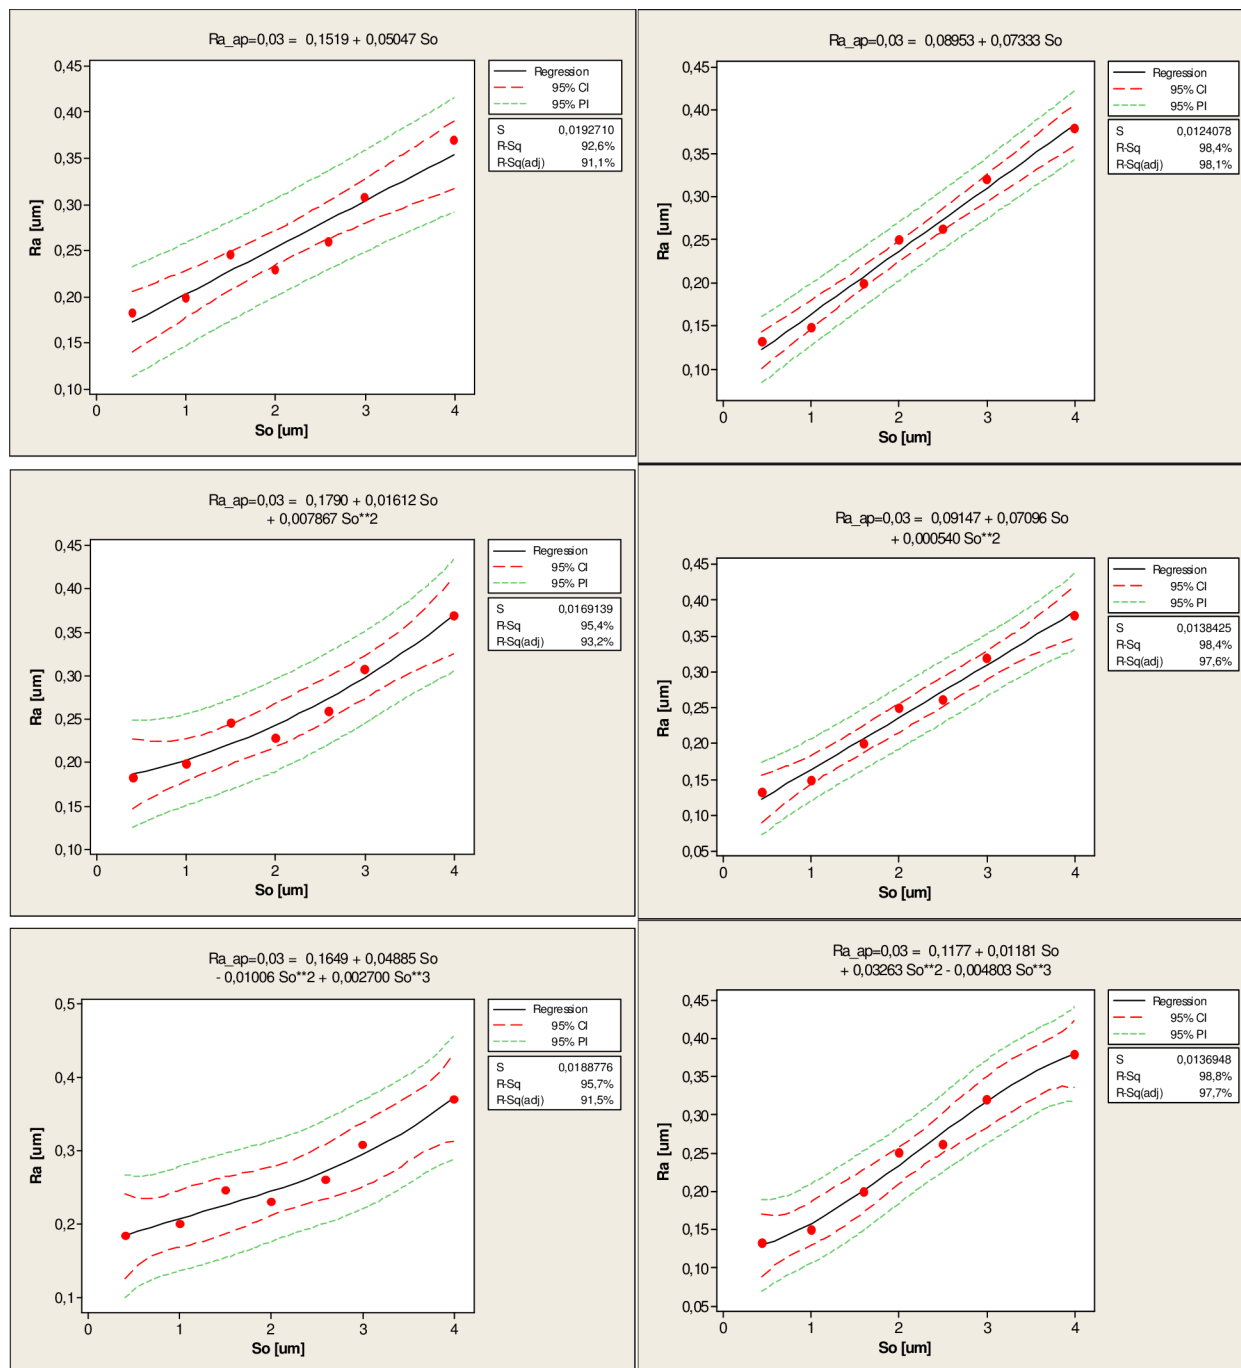 Ra_ap=0,03 = 0,1519 + 0,05047 So
0,45
0,40
0,35
0,30
0,25
0,20
0,15
0,10
Ra [um]
0
1
2
3
4
So [um]
Regression
95% CI
95% PI
S 0,0192710
R-Sq 92,6%
R-Sq(adj) 91,1%
Ra_ap=0,03 = 0,08953 + 0,07333 So
0,45
0,40
0,35
0,30
0,25
0,20
0,15
0,10
Ra [um]
0
1
2
3
4
So [um]
Regression
95% CI
95% PI
S 0,0124078
R-Sq 98,4%
R-Sq(adj) 98,1%
Ra_ap=0,03 = 0,1790 + 0,01612 So
+ 0,007867 So**2
0,45
0,40
0,35
0,30
0,25
0,20
0,15
0,10
Ra [um]
0
1
2
3
4
So [um]
Regression
95% CI
95% PI
S 0,0169139
R-Sq 95,4%
R-Sq(adj) 93,2%
Ra_ap=0,03 = 0,09147 + 0,07096 So
+ 0,000540 So**2
0,45
0,40
0,35
0,30
0,25
0,20
0,15
0,10
0,05
Ra [um]
0
1
2
3
4
So [um]
Regression
95% CI
95% PI
S 0,0138425
R-Sq 98,4%
R-Sq(adj) 97,6%
Ra_ap=0,03 = 0,1649 + 0,04885 So
- 0,01006 So**2 + 0,002700 So**3
0,5
0,4
0,3
0,2
0,1
Ra [um]
0
1
2
3
4
So [um]
Regression
95% CI
95% PI
S 0,0188776
R-Sq 95,7%
R-Sq(adj) 91,5%
Ra_ap=0,03 = 0,1177 + 0,01181 So
+ 0,03263 So**2 - 0,004803 So**3
0,45
0,40
0,35
0,30
0,25
0,20
0,15
0,10
0,05
Ra [um]
0
1
2
3
4
So [um]
Regression
95% CI
95% PI
S 0,0136948
R-Sq 98,8%
R-Sq(adj) 97,7%